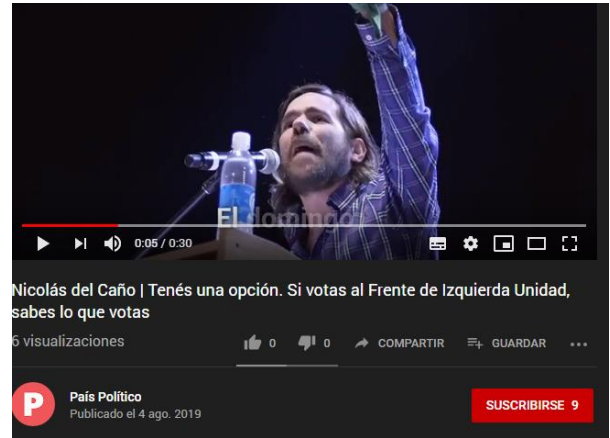 El domingo
0:05 / 0:30
Nicolás del Caño | Tenés una opción. Si votas al Frente de Izquierda Unidad,
sabes lo que votas
6 visualizaciones 0 0 COMPARTIR GUARDAR
P País Político
Publicado el 4 ago. 2019
SUSCRIBIRSE 9